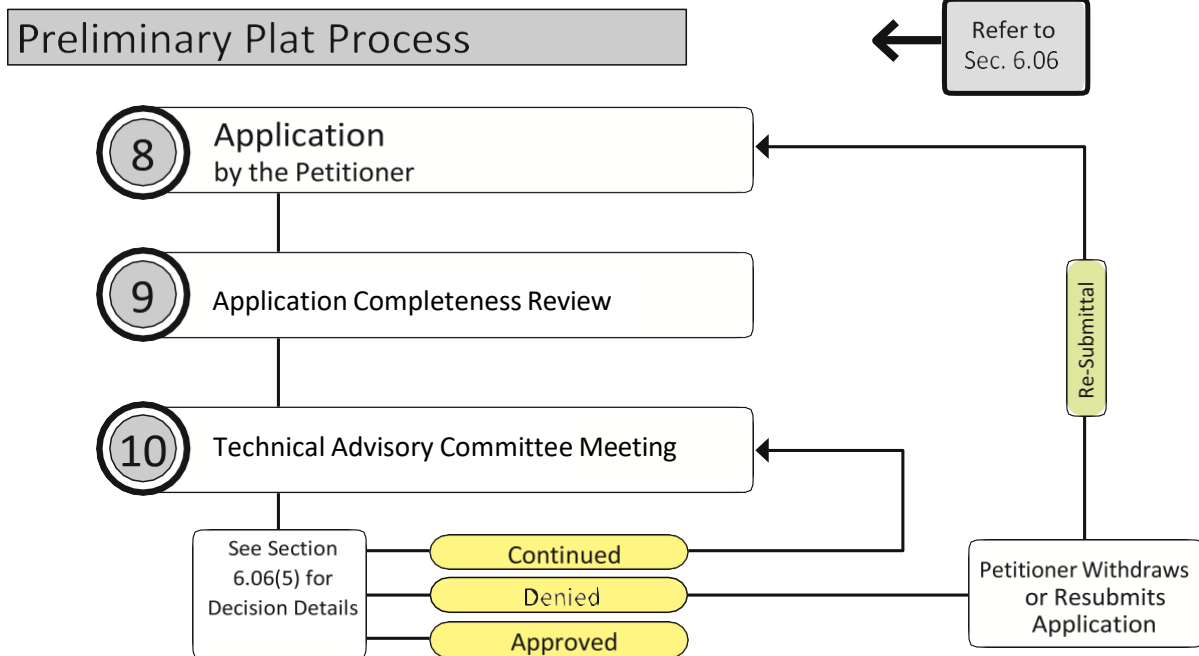 Preliminary Plat Process
Refer to
Sec. 6.06
8
Application
by the Petitioner
9
Application Completeness Review
Re-Submittal
10
Technical Advisory Committee Meeting
See Section
6.06(5) for
Decision Details
Continued
Denied
Approved
Petitioner Withdraws
or Resubmits
Application